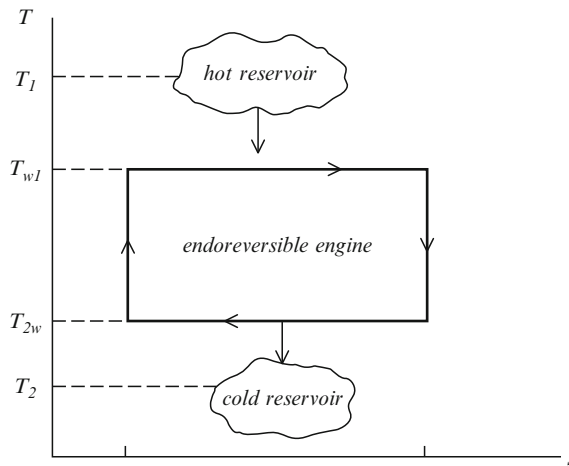 T
hot reservoir
T1
Tw1
endoreversible engine
T2w
T2
cold reservoir